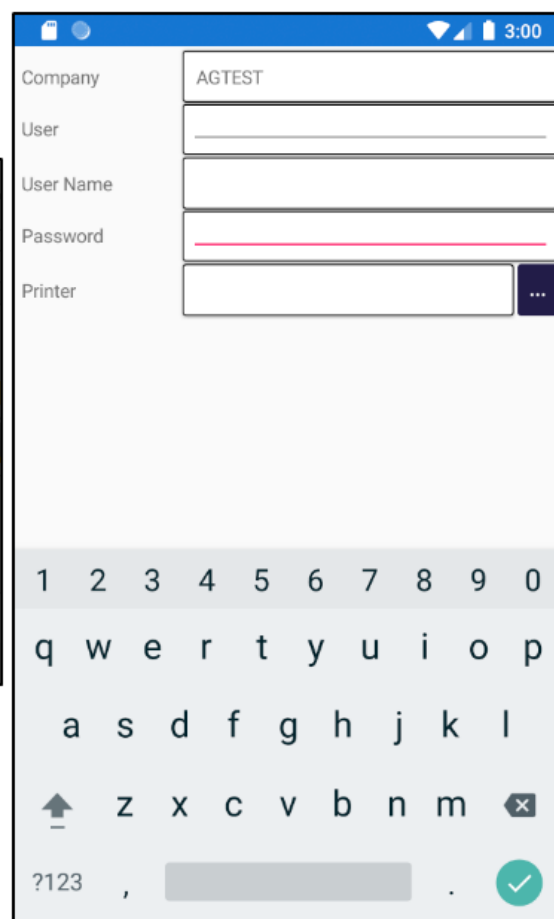 3:00
Company AGTEST
User
User Name
Password
Printer ...
1 2 3 4 5 6 7 8 9 0
q w e r t y u i o p
a s d f g h j k l
z x c v b n m
?123 , .